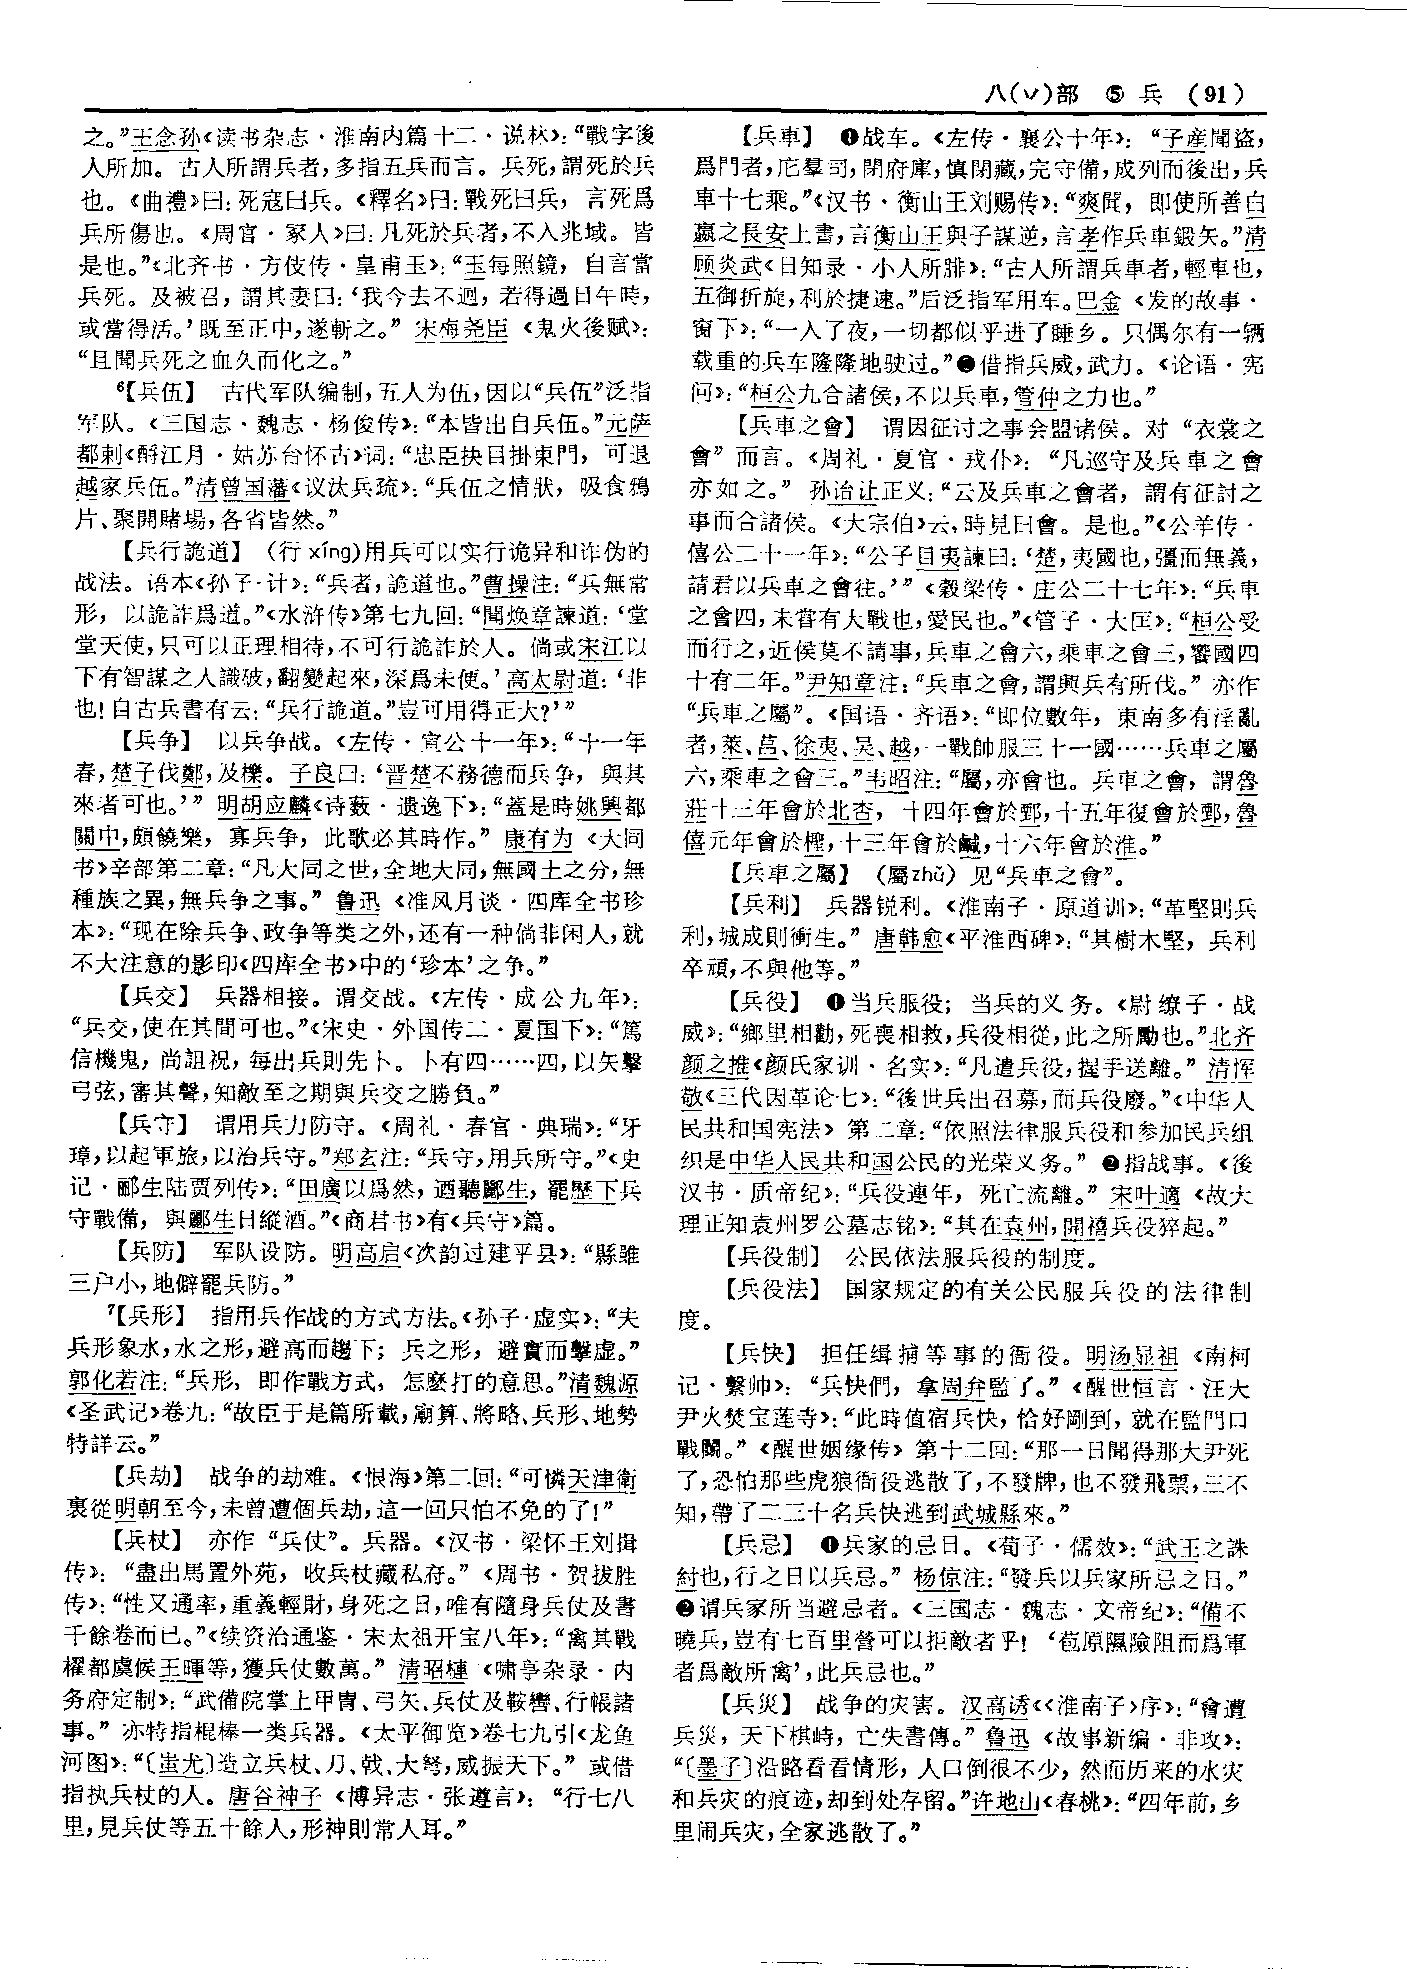 八(丷)部 ⑤ 兵 (91)
之。”王念孙《读书杂志·淮南内篇十二·说林》：“戰字後
人所加。古人所謂兵者，多指五兵而言。兵死，謂死於兵
也。《曲禮》曰：死寇曰兵。《釋名》曰：戰死曰兵，言死爲
兵所傷也。《周官·冢人》曰：凡死於兵者，不入兆域。皆
是也。”《北齐书·方伎传·皇甫玉》：“玉每照鏡，自言當
兵死。及被召，謂其妻曰：‘我今去不迴，若得過日午時，
或當得活。’既至正中，遂斬之。” 宋梅尧臣《鬼火後赋》：
“且聞兵死之血久而化之。”
⁶【兵伍】 古代军队编制，五人为伍，因以“兵伍”泛指
军队。《三国志·魏志·杨俊传》：“本皆出自兵伍。”元萨
都剌《酹江月·姑苏台怀古》词：“忠臣抉目掛東門，可退
越家兵伍。”清曾国藩《议汰兵疏》：“兵伍之情狀，吸食鴉
片、聚開賭場，各省皆然。”
【兵行詭道】 （行 xíng)用兵可以实行诡异和诈伪的
战法。语本《孙子·计》：“兵者，詭道也。”曹操注：“兵無常
形，以詭詐爲道。”《水浒传》第七九回：“聞焕章諫道：‘堂
堂天使，只可以正理相待，不可行詭詐於人。倘或宋江以
下有智謀之人識破，翻變起來，深爲未便。’高太尉道：‘非
也！自古兵書有云：“兵行詭道。”豈可用得正大？’”
【兵争】 以兵争战。《左传·宣公十一年》：“十一年
春，楚子伐鄭，及櫟。子良曰：‘晋楚不務德而兵争，與其
來者可也。’” 明胡应麟《诗薮·遗逸下》：“蓋是時姚興都
關中，頗饒樂，寡兵争，此歌必其時作。” 康有为《大同
书》辛部第二章：“凡大同之世，全地大同，無國土之分，無
種族之異，無兵争之事。” 鲁迅《准风月谈·四库全书珍
本》：“现在除兵争、政争等类之外，还有一种倘非闲人，就
不大注意的影印《四库全书》中的‘珍本’之争。”
【兵交】 兵器相接。谓交战。《左传·成公九年》：
“兵交，使在其間可也。”《宋史·外国传二·夏国下》：“篤
信機鬼，尚詛祝，每出兵則先卜。卜有四……四，以矢擊
弓弦，審其聲，知敵至之期與兵交之勝負。”
【兵守】 谓用兵力防守。《周礼·春官·典瑞》：“牙
璋，以起軍旅，以治兵守。”郑玄注：“兵守，用兵所守。”《史
记·郦生陆贾列传》：“田廣以爲然，迺聽酈生，罷歷下兵
守戰備，與酈生日縱酒。”《商君书》有《兵守》篇。
【兵防】 军队设防。明高启《次韵过建平县》：“縣雖
三户小，地僻罷兵防。”
⁷【兵形】 指用兵作战的方式方法。《孙子·虚实》：“夫
兵形象水，水之形，避高而趨下；兵之形，避實而擊虚。”
郭化若注：“兵形，即作戰方式，怎麽打的意思。”清魏源
《圣武记》卷九：“故臣于是篇所載，廟算、將略、兵形、地勢
特詳云。”
【兵劫】 战争的劫难。《恨海》第二回：“可憐天津衛
裏從明朝至今，未曾遭個兵劫，這一回只怕不免的了！”
【兵杖】 亦作“兵仗”。兵器。《汉书·梁怀王刘揖
传》：“盡出馬置外苑，收兵杖藏私府。”《周书·贺拔胜
传》：“性又通率，重義輕財，身死之日，唯有隨身兵仗及書
千餘卷而已。”《续资治通鉴·宋太祖开宝八年》：“禽其戰
櫂都虞候王暉等，獲兵仗數萬。” 清昭槤《啸亭杂录·内
务府定制》：“武備院掌上甲冑、弓矢、兵仗及鞍轡、行帳諸
事。” 亦特指棍棒一类兵器。《太平御览》卷七九引《龙鱼
河图》：“〔蚩尤〕造立兵杖、刀、戟、大弩，威振天下。” 或借
指执兵杖的人。唐谷神子《博异志·张遵言》：“行七八
里，見兵仗等五十餘人，形神則常人耳。”
【兵車】 ❶战车。《左传·襄公十年》：“子産聞盗，
爲門者，庀羣司，閉府庫，慎閉藏，完守備，成列而後出，兵
車十七乘。”《汉书·衡山王刘赐传》：“爽聞，即使所善白
嬴之長安上書，言衡山王與子謀逆，言孝作兵車鍛矢。”清
顾炎武《日知录·小人所腓》：“古人所謂兵車者，輕車也，
五御折旋，利於捷速。”后泛指军用车。巴金《发的故事·
窗下》：“一入了夜，一切都似乎进了睡乡。只偶尔有一辆
载重的兵车隆隆地驶过。”❷借指兵威，武力。《论语·宪
问》：“桓公九合諸侯，不以兵車，管仲之力也。”
【兵車之會】 谓因征讨之事会盟诸侯。对“衣裳之
會”而言。《周礼·夏官·戎仆》：“凡巡守及兵車之會
亦如之。” 孙诒让正义：“云及兵車之會者，謂有征討之
事而合諸侯。《大宗伯》云，時見曰會。是也。”《公羊传·
僖公二十一年》：“公子目夷諫曰：‘楚，夷國也，彊而無義，
請君以兵車之會往。’”《榖梁传·庄公二十七年》：“兵車
之會四，未嘗有大戰也，愛民也。”《管子·大匡》：“桓公受
而行之，近侯莫不請事，兵車之會六，乘車之會三，饗國四
十有二年。”尹知章注：“兵車之會，謂興兵有所伐。” 亦作
“兵車之屬”。《国语·齐语》：“即位數年，東南多有淫亂
者，萊、莒、徐夷、吴、越，一戰帥服三十一國……兵車之屬
六，乘車之會三。”韦昭注：“屬，亦會也。兵車之會，謂魯
莊十三年會於北杏，十四年會於鄄，十五年復會於鄄，魯
僖元年會於檉，十三年會於鹹，十六年會於淮。”
【兵車之屬】 （屬zhǔ）见“兵車之會”。
【兵利】 兵器锐利。《淮南子·原道训》：“革堅則兵
利，城成則衝生。” 唐韩愈《平淮西碑》：“其樹木堅，兵利
卒頑，不與他等。”
【兵役】 ❶当兵服役；当兵的义务。《尉缭子·战
威》：“鄉里相勸，死喪相救，兵役相從，此之所勵也。”北齐
颜之推《颜氏家训·名实》：“凡遣兵役，握手送離。” 清恽
敬《三代因革论七》：“後世兵出召募，而兵役廢。”《中华人
民共和国宪法》第二章：“依照法律服兵役和参加民兵组
织是中华人民共和国公民的光荣义务。” ❷指战事。《後
汉书·质帝纪》：“兵役連年，死亡流離。” 宋叶適《故大
理正知袁州罗公墓志铭》：“其在袁州，開禧兵役猝起。”
【兵役制】 公民依法服兵役的制度。
【兵役法】 国家规定的有关公民服兵役的法律制
度。
【兵快】 担任缉捕等事的衙役。明汤显祖《南柯
记·繫帅》：“兵快們，拿周弁監了。”《醒世恒言·汪大
尹火焚宝莲寺》：“此時值宿兵快，恰好剛到，就在監門口
戰鬭。”《醒世姻缘传》第十二回：“那一日聞得那大尹死
了，恐怕那些虎狼衙役逃散了，不發牌，也不發飛票，三不
知，帶了二三十名兵快逃到武城縣來。”
【兵忌】 ❶兵家的忌日。《荀子·儒效》：“武王之誅
紂也，行之日以兵忌。” 杨倞注：“發兵以兵家所忌之日。”
❷谓兵家所当避忌者。《三国志·魏志·文帝纪》：“備不
曉兵，豈有七百里營可以拒敵者乎！‘苞原隰險阻而爲軍
者爲敵所禽’，此兵忌也。”
【兵災】 战争的灾害。汉高诱《〈淮南子〉序》：“會遭
兵災，天下棋峙，亡失書傳。” 鲁迅《故事新编·非攻》：
“〔墨子〕沿路看看情形，人口倒很不少，然而历来的水灾
和兵灾的痕迹，却到处存留。”许地山《春桃》：“四年前，乡
里闹兵灾，全家逃散了。”